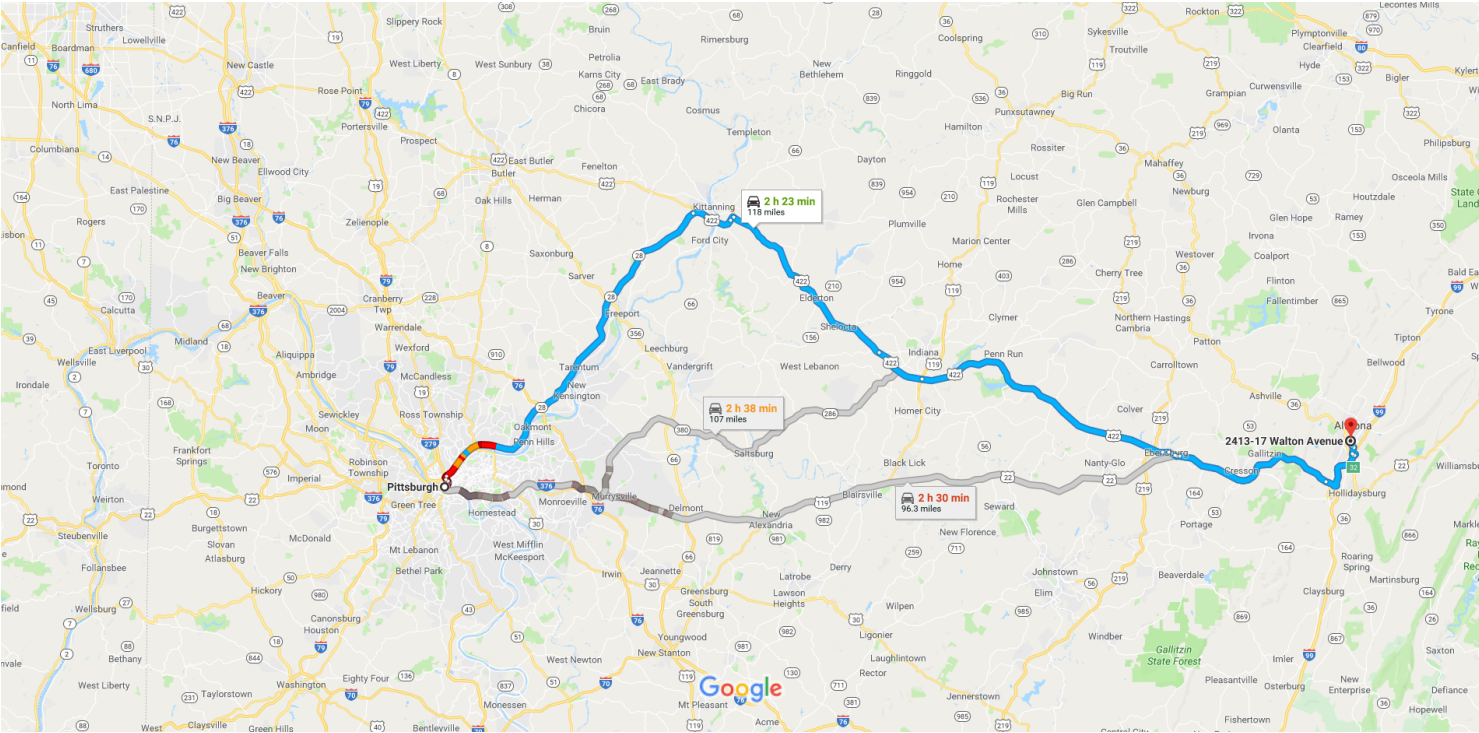 Slippery Rock
Struthers
Lowellville
Canfield
Boardman
New Castle
North Lima
S.N.P.J.
Columbiana
New Beaver
Ellwood City
East Palestine
Big Beaver
Rogers
Beaver Falls
New Brighton
Beaver
Calcutta
East Liverpool
Midland
Wellsville
Aliquippa
Ambridge
Irondale
Sewickley
Moon
Toronto
Frankfort
Springs
Robinson
Township
Imperial
Weirton
Burgettstown
Slovan
Atlasburg
Steubenville
Follansbee
Hickory
Wellsburg
Bethany
West Liberty
Taylorstown
Claysville
West
Green Hills
Washington
McDonald
Canonsburg
Houston
Eighty Four
Bentleyville
Monessen
West Newton
Rose Point
Portersville
Prospect
West Liberty
West Sunbury
Bruin
Petrolia
Karns City
Chicora
East Brady
Rimersburg
New
Bethlehem
Cosmus
Templeton
East Butler
Butler
Fenelton
Oak Hills
Herman
Zelienople
Saxonburg
Sarver
Cranberry
Twp
Warrendale
Wexford
McCandless
Ross Township
Kittanning
Ford City
2 h 23 min
118 miles
Freeport
Leechburg
Vandergrift
Tarentum
New
Kensington
Oakmont
Penn Hills
Pittsburgh
Green Tree
Mt Lebanon
Bethel Park
Homestead
West Mifflin
McKeesport
Monroeville
Murrysville
Delmont
Irwin
Jeannette
Greensburg
South
Greensburg
Youngwood
New Stanton
Mt Pleasant
Acme
2 h 38 min
107 miles
Saltsburg
West Lebanon
Elderton
Shelocta
Indiana
Homer City
Penn Run
Black Lick
Blairsville
New
Alexandria
Derry
Latrobe
Lawson
Heights
Wilpen
Ligonier
Laughlintown
Rector
Jennerstown
2 h 30 min
96.3 miles
Seward
New Florence
Johnstown
Elim
Windber
Beaverdale
Portage
Nanty-Glo
Ebensburg
Colver
Carrolltown
Cresson
Gallitzin
Ashville
Altoona
2413-17 Walton Avenue
Hollidaysburg
Williamsbu
Roaring
Spring
Martinsburg
Claysburg
Imler
Osterburg
Pleasantville
Fishertown
New
Enterprise
Saxton
Defiance
Hopewell
Gallitzin
State Forest
Ringgold
Dayton
Plumville
Marion Center
Home
Clymer
Rochester
Mills
Locust
Rossiter
Hamilton
Punxsutawney
Big Run
Coolspring
Sykesville
Troutville
Rockton
Grampian
Curwensville
Clearfield
Plymptonville
Hyde
Bigler
Lecontes Mills
Olanta
Philipsburg
Mahaffey
Newburg
Osceola Mills
Houtzdale
Ramey
Glen Hope
Glen Campbell
Irvona
Coalport
Westover
Cherry Tree
Northern
Cambria
Hastings
Patton
Flinton
Fallentimber
Tyrone
Tipton
Bellwood
Google